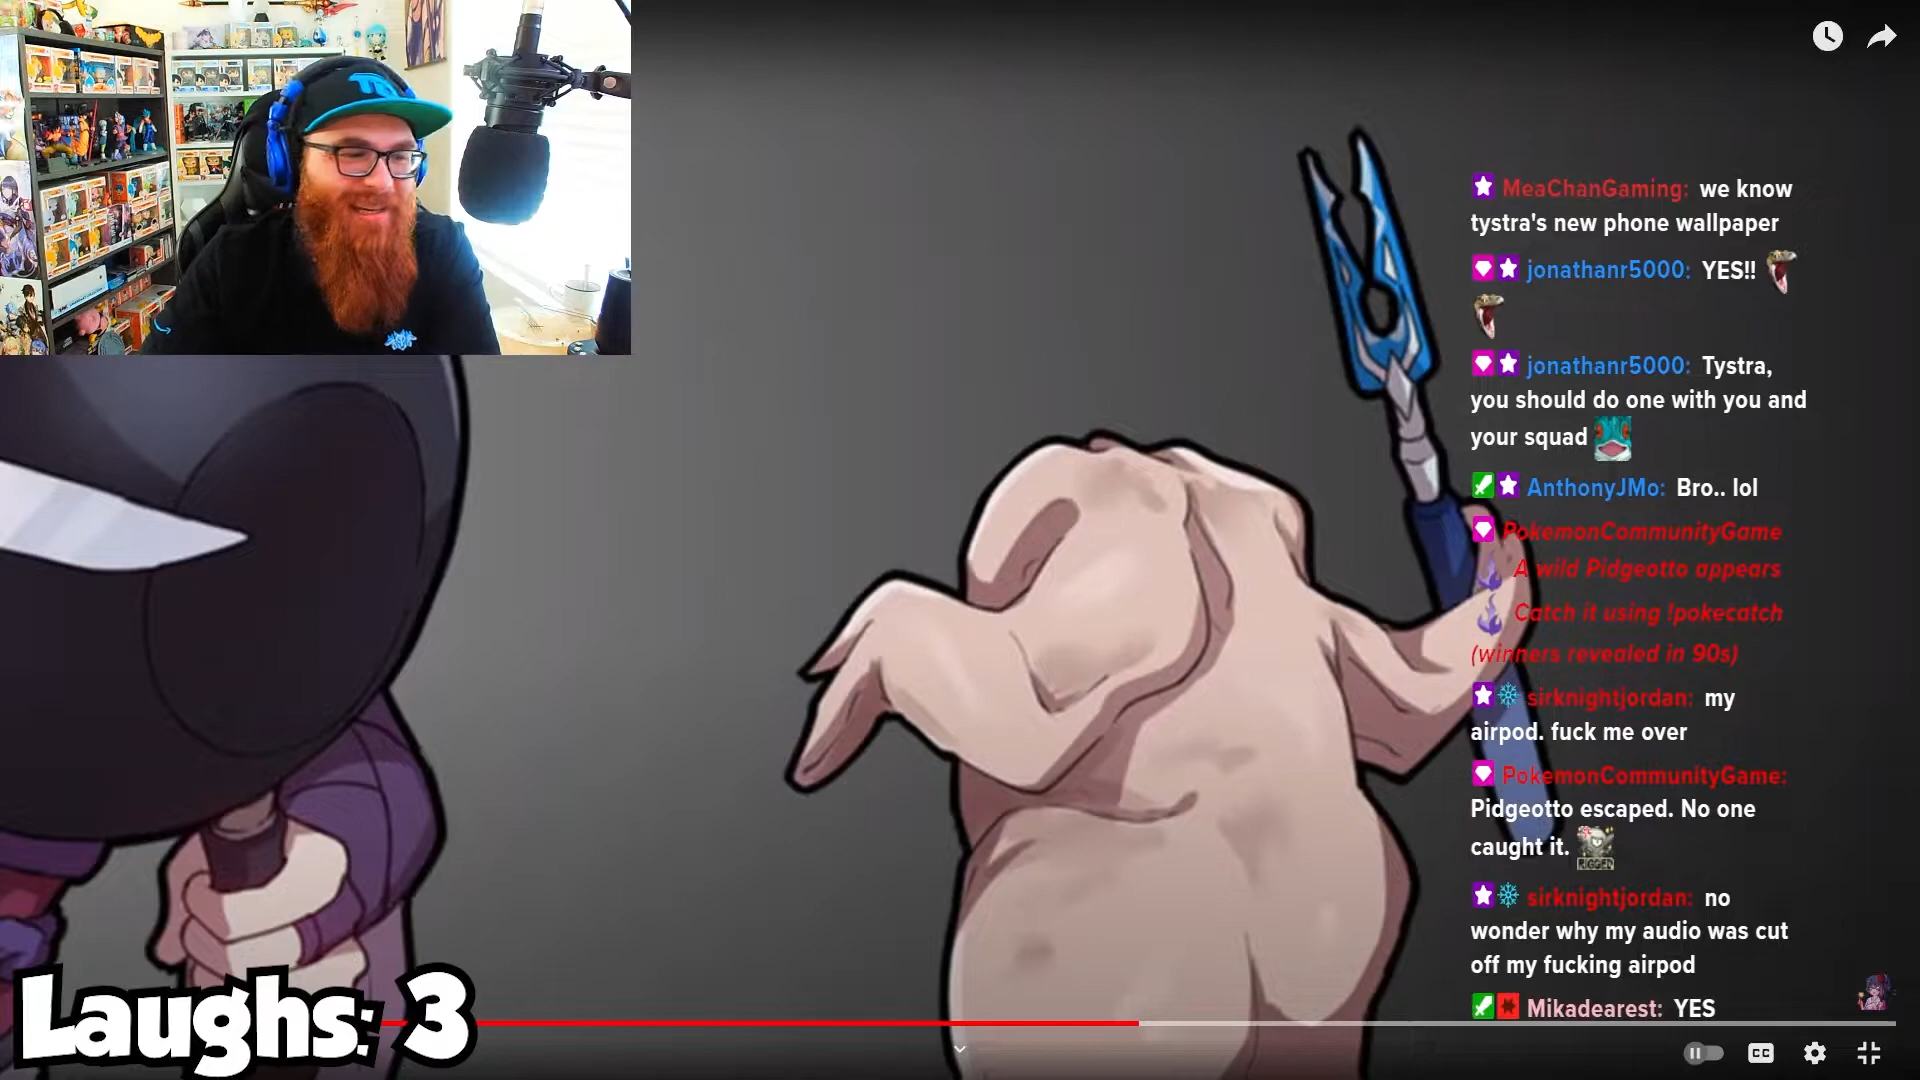 MeaChanGaming: we know
tystra's new phone wallpaper
jonathanr5000: YES!!
jonathanr5000: Tystra,
you should do one with you and
your squad
AnthonyJMo: Bro.. lol
PokemonCommunityGame
A wild Pidgeotto appears
Catch it using !pokecatch
(winners revealed in 90s)
sirknightjordan: my
airpod. fuck me over
PokemonCommunityGame:
Pidgeotto escaped. No one
caught it.
RIGGED
sirknightjordan: no
wonder why my audio was cut
off my fucking airpod
Mikadearest: YES
Laughs: 3
CC